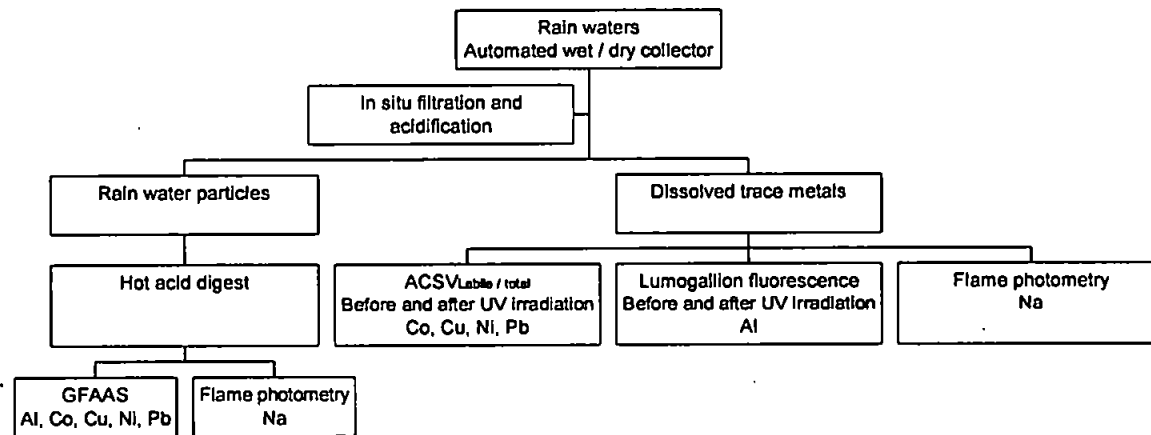 Rain waters
Automated wet / dry collector
In situ filtration and
acidification
Rain water particles
Dissolved trace metals
Hot acid digest
ACSVLabile / total
Before and after UV irradiation
Co, Cu, Ni, Pb
Lumogallion fluorescence
Before and after UV irradiation
Al
Flame photometry
Na
GFAAS
Al, Co, Cu, Ni, Pb
Flame photometry
Na